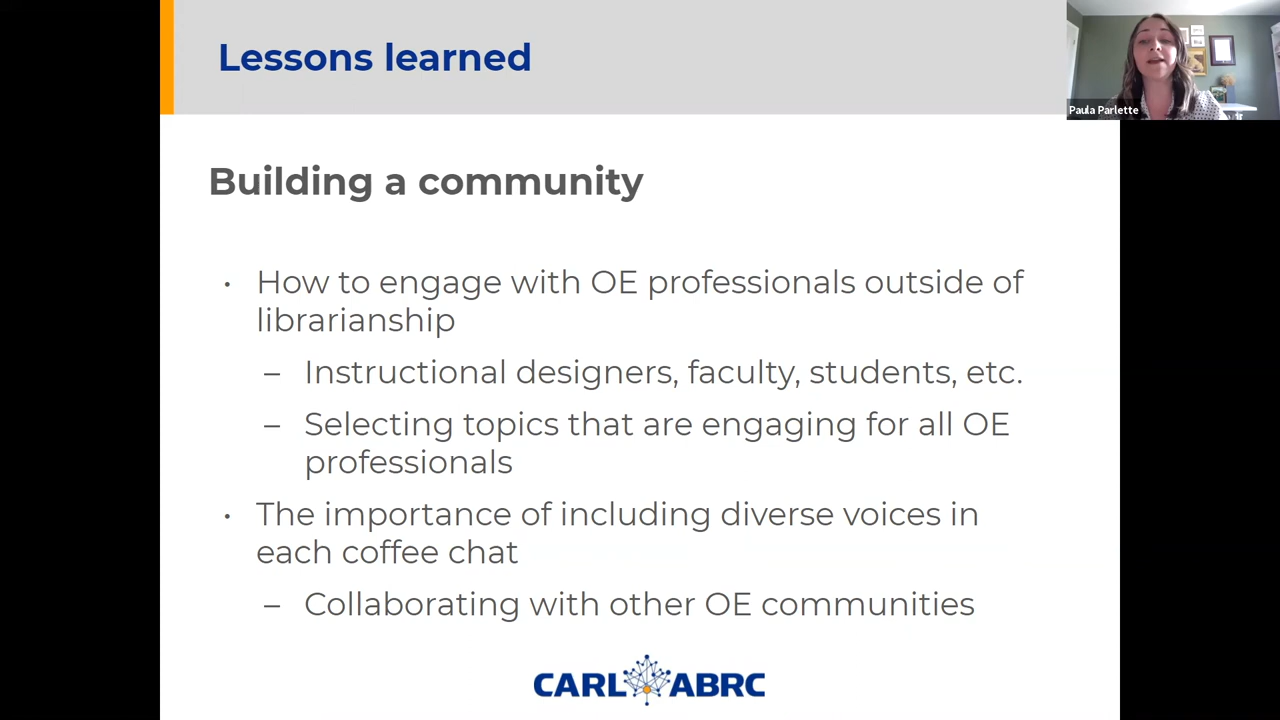 Lessons learned
Paula Parlette
Building a community
• How to engage with OE professionals outside of
librarianship
– Instructional designers, faculty, students, etc.
– Selecting topics that are engaging for all OE
professionals
• The importance of including diverse voices in
each coffee chat
– Collaborating with other OE communities
CARL ABRC